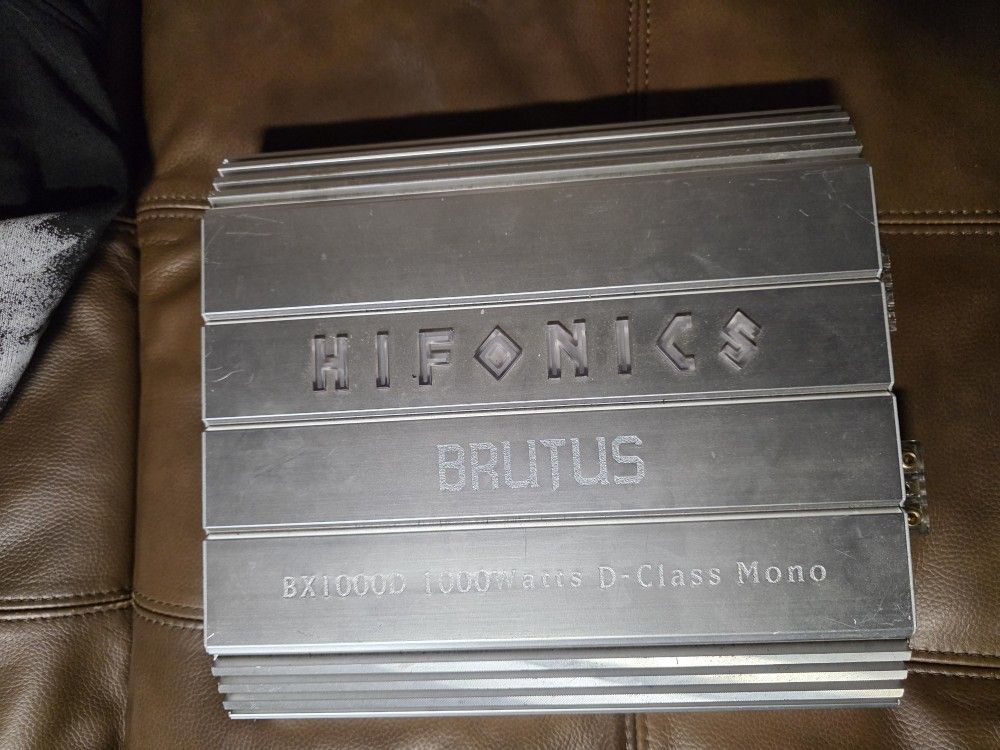 HIFONICS
BRUTUS
BX1000D 1000Watts D-Class Mono